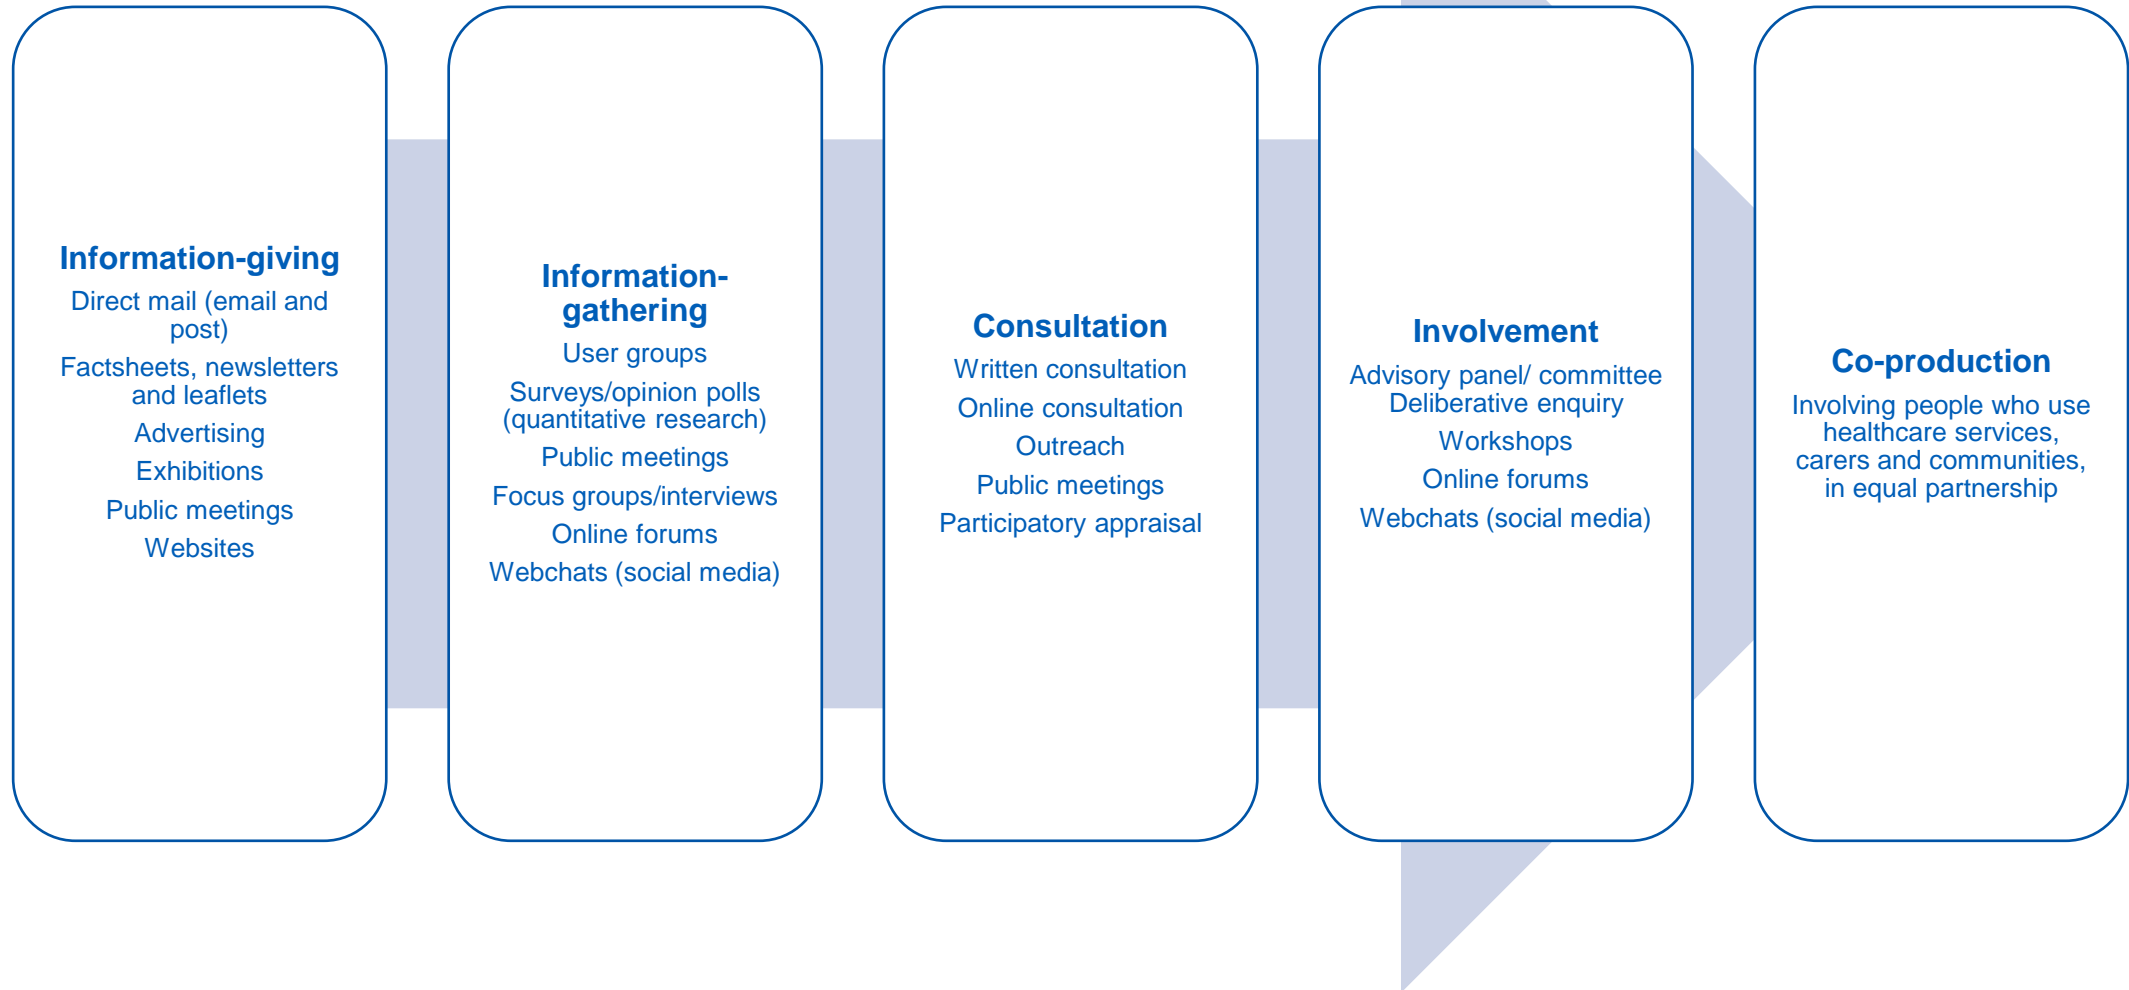 Information-giving
Direct mail (email and
post)
Factsheets, newsletters
and leaflets
Advertising
Exhibitions
Public meetings
Websites
Information-
gathering
User groups
Surveys/opinion polls
(quantitative research)
Public meetings
Focus groups/interviews
Online forums
Webchats (social media)
Consultation
Written consultation
Online consultation
Outreach
Public meetings
Participatory appraisal
Involvement
Advisory panel/ committee
Deliberative enquiry
Workshops
Online forums
Webchats (social media)
Co-production
Involving people who use
healthcare services,
carers and communities,
in equal partnership